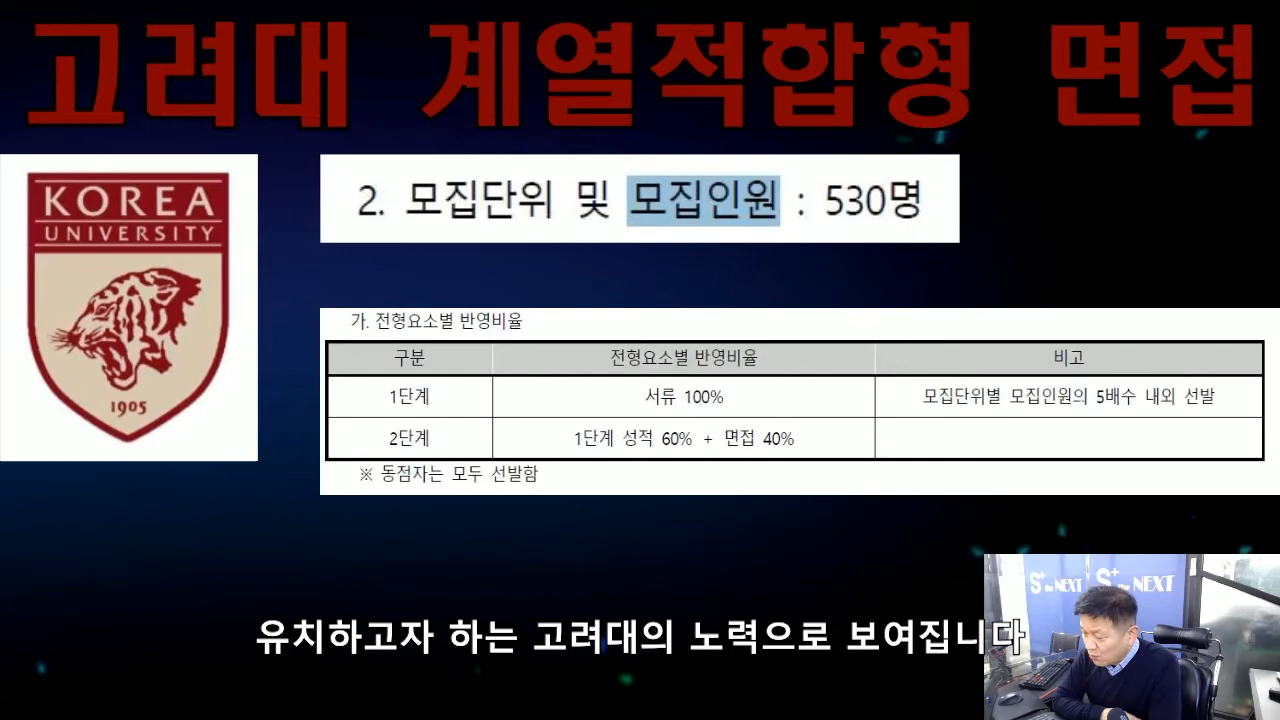 고려대 계열적합형 면접
KOREA
UNIVERSITY
1905
2. 모집단위 및 모집인원 : 530명
가. 전형요소별 반영비율
구분 전형요소별 반영비율 비고
1단계 서류 100% 모집단위별 모집인원의 5배수 내외 선발
2단계 1단계 성적 60% + 면접 40%
※ 동점자는 모두 선발함
S+ the NEXT S+ the NEXT
유치하고자 하는 고려대의 노력으로 보여집니다